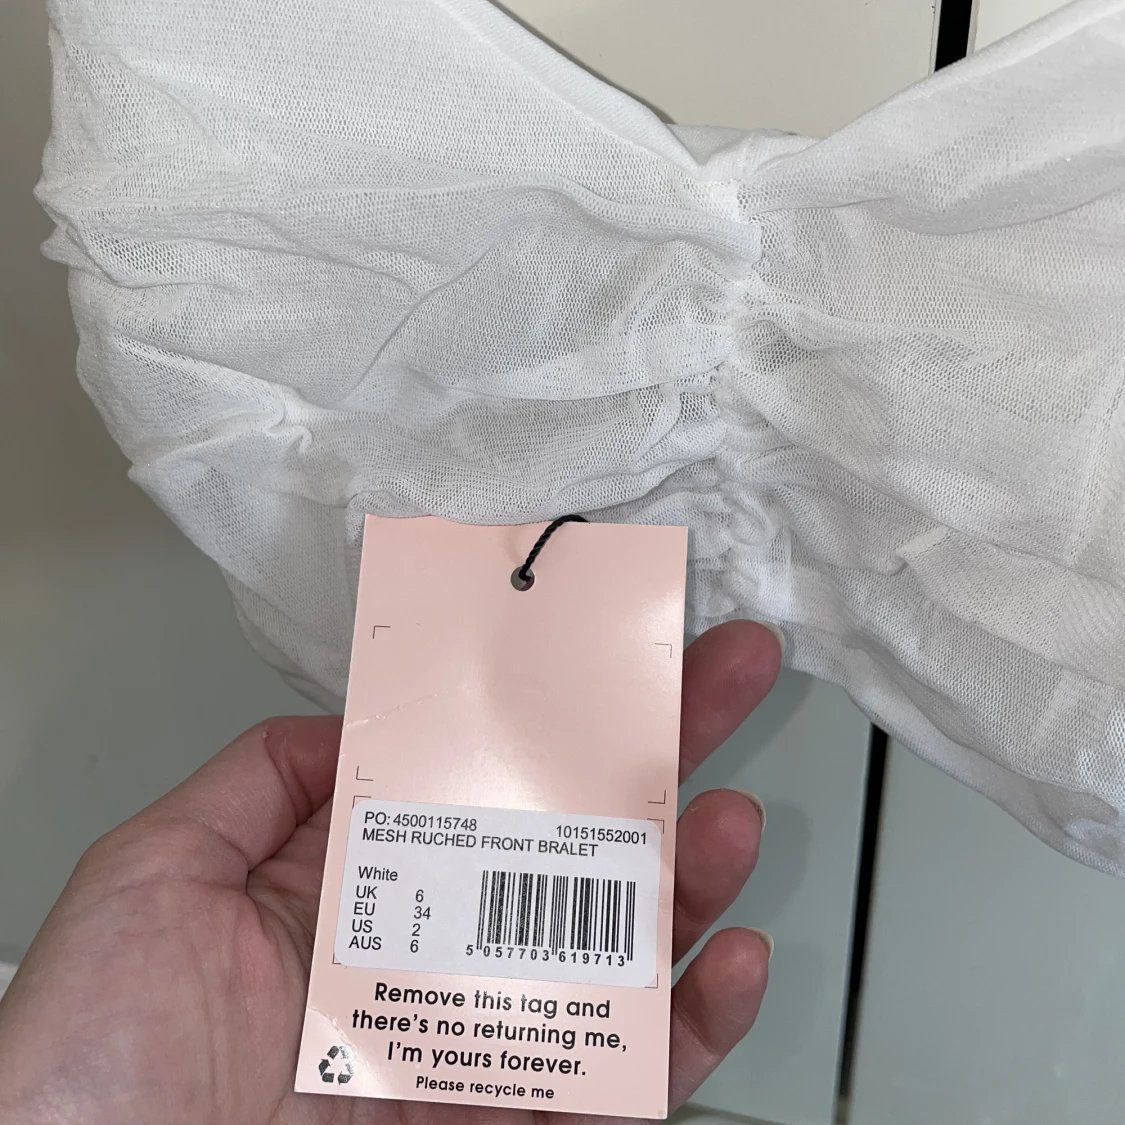 PO: 4500115748 10151552001
MESH RUCHED FRONT BRALET
White
UK 6
EU 34
US 2
AUS 6
5 057703 619713
Remove this tag and
there's no returning me,
I'm yours forever.
Please recycle me